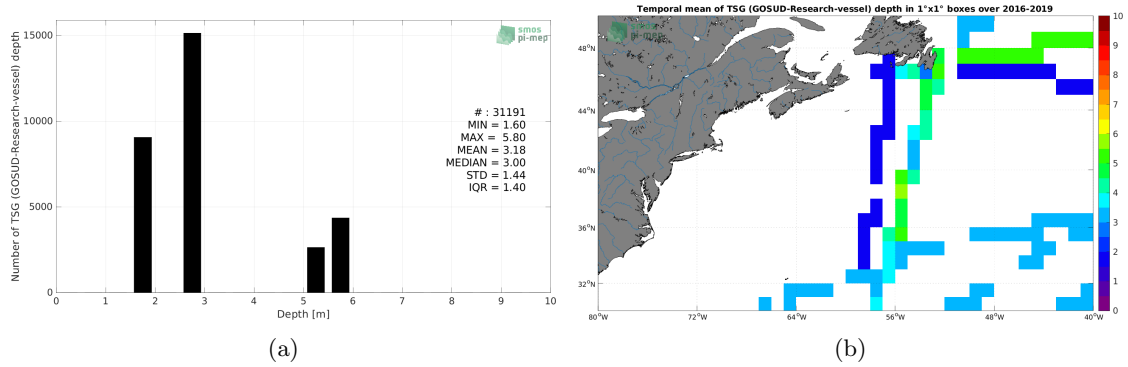 15000
10000
5000
0
Number of TSG (GOSUD-Research-vessel) depth
smos
pi-mep
# : 31191
MIN = 1.60
MAX = 5.80
MEAN = 3.18
MEDIAN = 3.00
STD = 1.44
IQR = 1.40
0 1 2 3 4 5 6 7 8 9 10
Depth [m]
(a)
Temporal mean of TSG (GOSUD-Research-vessel) depth in 1°x1° boxes over 2016-2019
smos
pi-mep
48°N
44°N
40°N
36°N
32°N
80°W 72°W 64°W 56°W 48°W 40°W
10
9
8
7
6
5
4
3
2
1
0
(b)